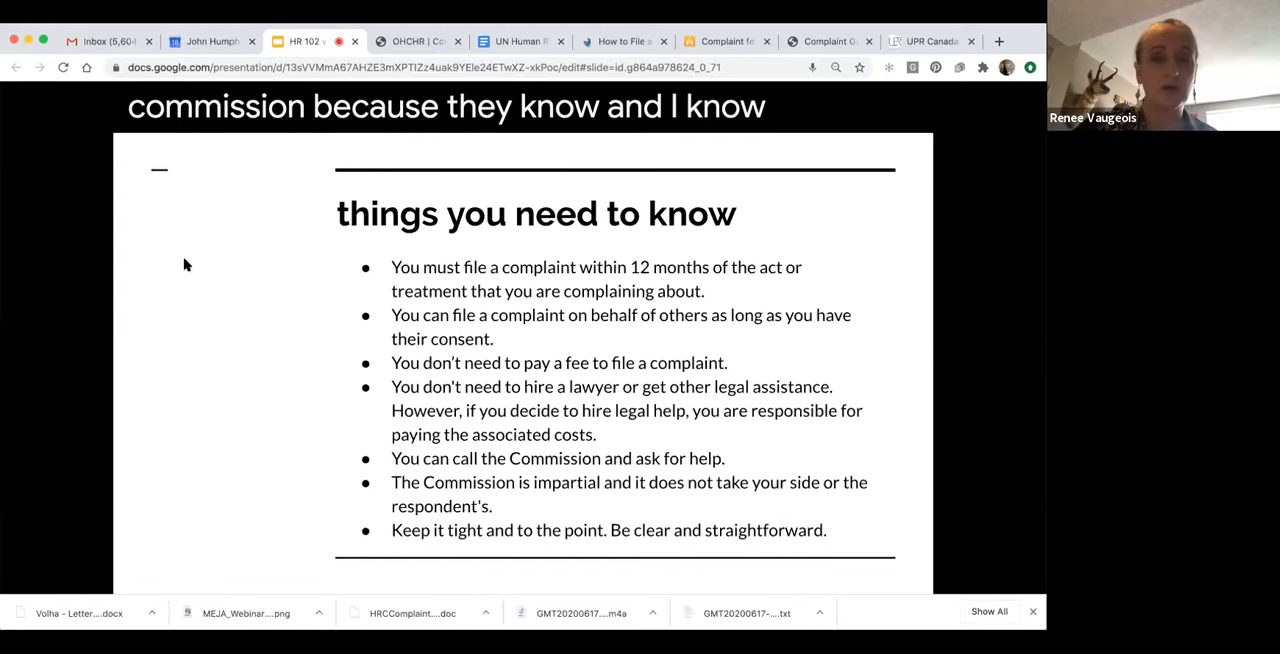 Inbox (5,604
John Humph
HR 102 v
OHCHR | Co
UN Human R
How to File a
Complaint fo
Complaint G
UPR Canada
docs.google.com/presentation/d/13sVVMmA67AHZE3mXPTIZz4uak9YEle24ETwXZ-xkPoc/edit#slide=id.g864a978624_0_71
Renee Vaugeois
commission because they know and I know
things you need to know
● You must file a complaint within 12 months of the act or
treatment that you are complaining about.
● You can file a complaint on behalf of others as long as you have
their consent.
● You don’t need to pay a fee to file a complaint.
● You don't need to hire a lawyer or get other legal assistance.
However, if you decide to hire legal help, you are responsible for
paying the associated costs.
● You can call the Commission and ask for help.
● The Commission is impartial and it does not take your side or the
respondent's.
● Keep it tight and to the point. Be clear and straightforward.
Volha - Letter....docx
MEJA_Webinar....png
HRCComplaint....doc
GMT20200617....m4a
GMT20200617-....txt
Show All